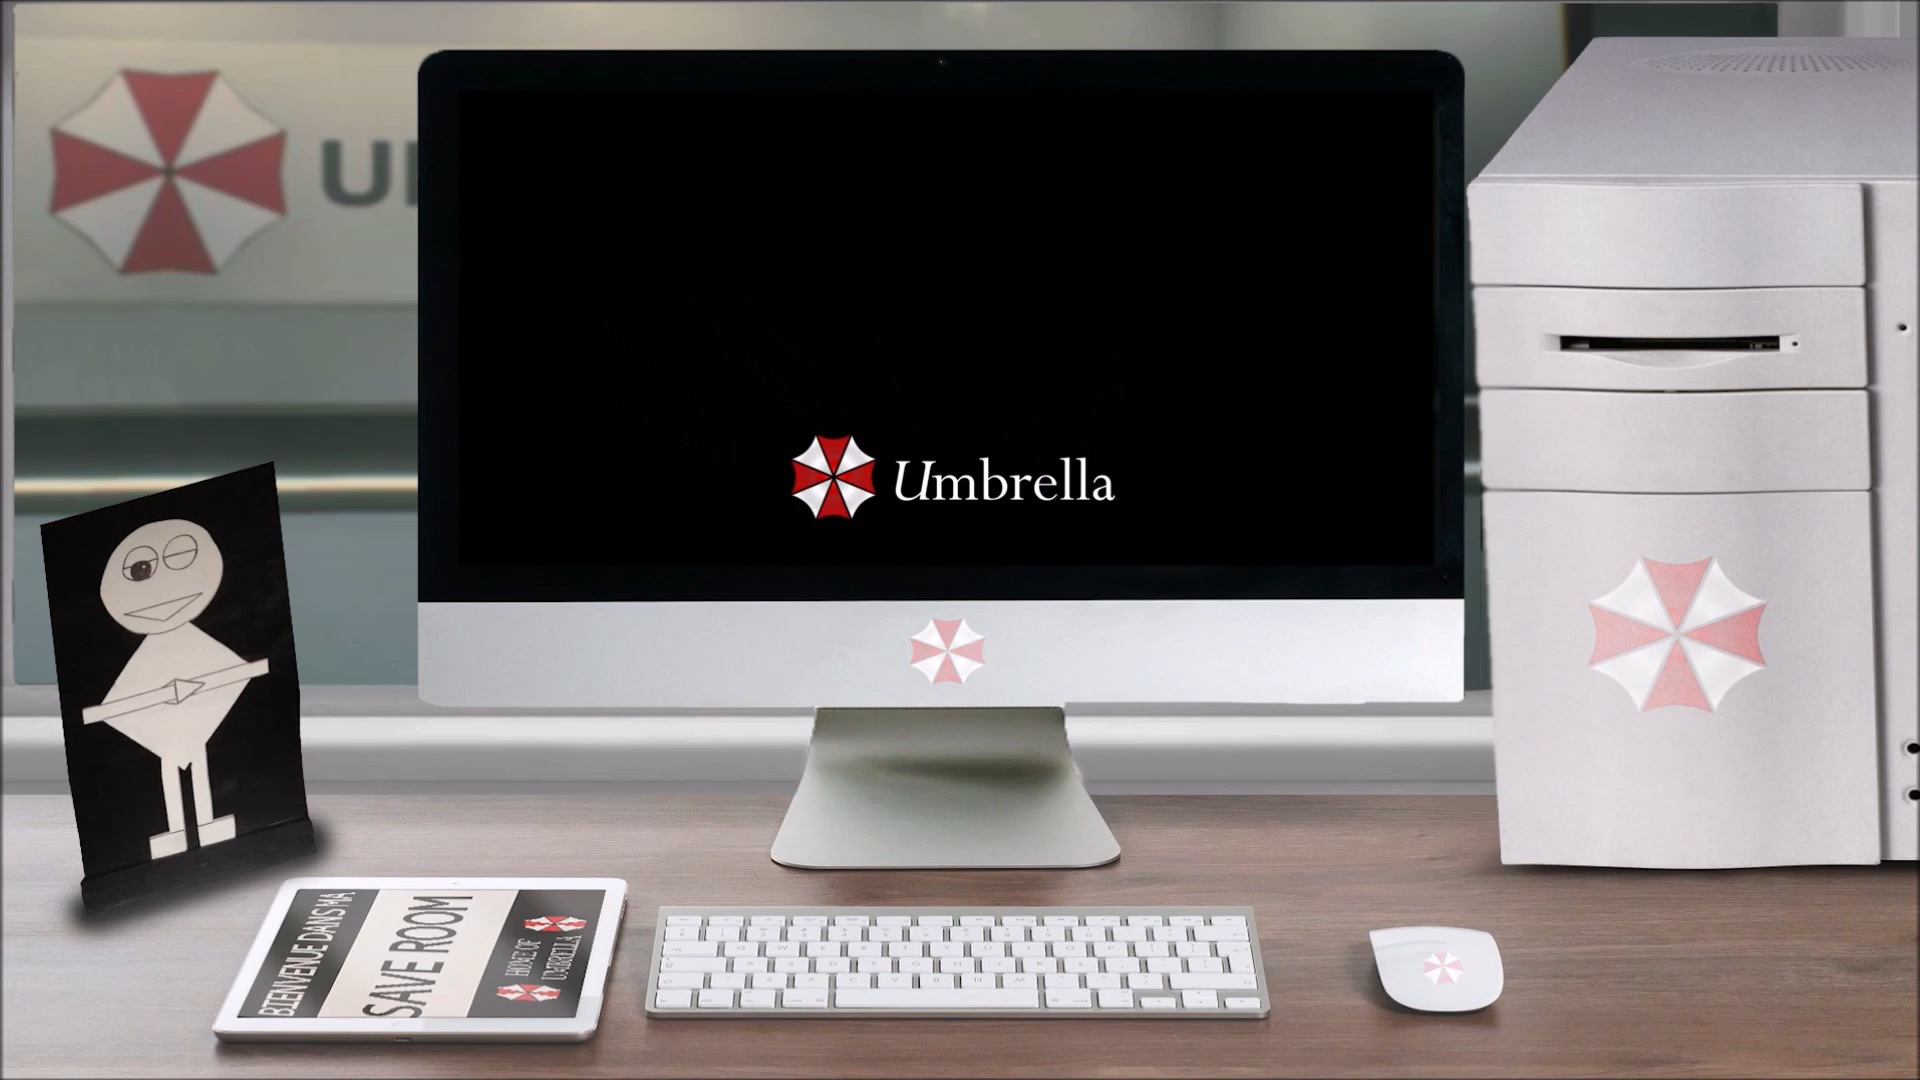 U
Umbrella
BIENVENUE DANS MA
SAVE ROOM
HOME OF
UMBRELLA